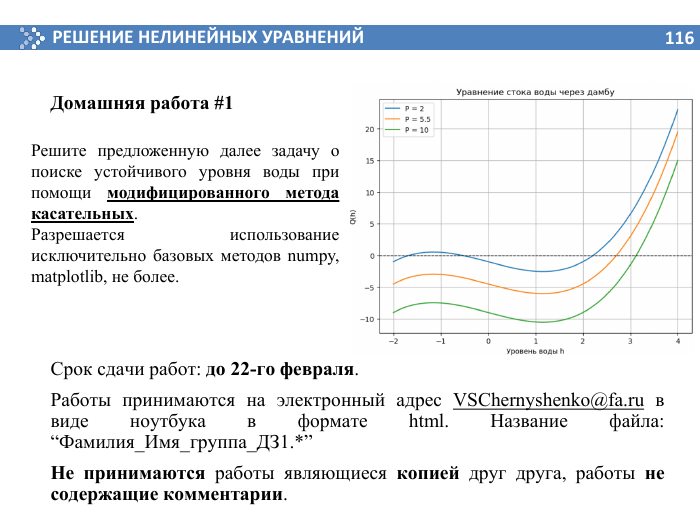 РЕШЕНИЕ НЕЛИНЕЙНЫХ УРАВНЕНИЙ
116
Домашняя работа #1
Решите предложенную далее задачу о
поиске устойчивого уровня воды при
помощи модифицированного метода
касательных.
Разрешается использование
исключительно базовых методов numpy,
matplotlib, не более.
Уравнение стока воды через дамбу
P = 2
P = 5.5
P = 10
Q(h)
20
15
10
5
0
−5
−10
−2 −1 0 1 2 3 4
Уровень воды h
Срок сдачи работ: до 22-го февраля.
Работы принимаются на электронный адрес VSChernyshenko@fa.ru в
виде ноутбука в формате html. Название файла:
“Фамилия_Имя_группа_ДЗ1.*”
Не принимаются работы являющиеся копией друг друга, работы не
содержащие комментарии.